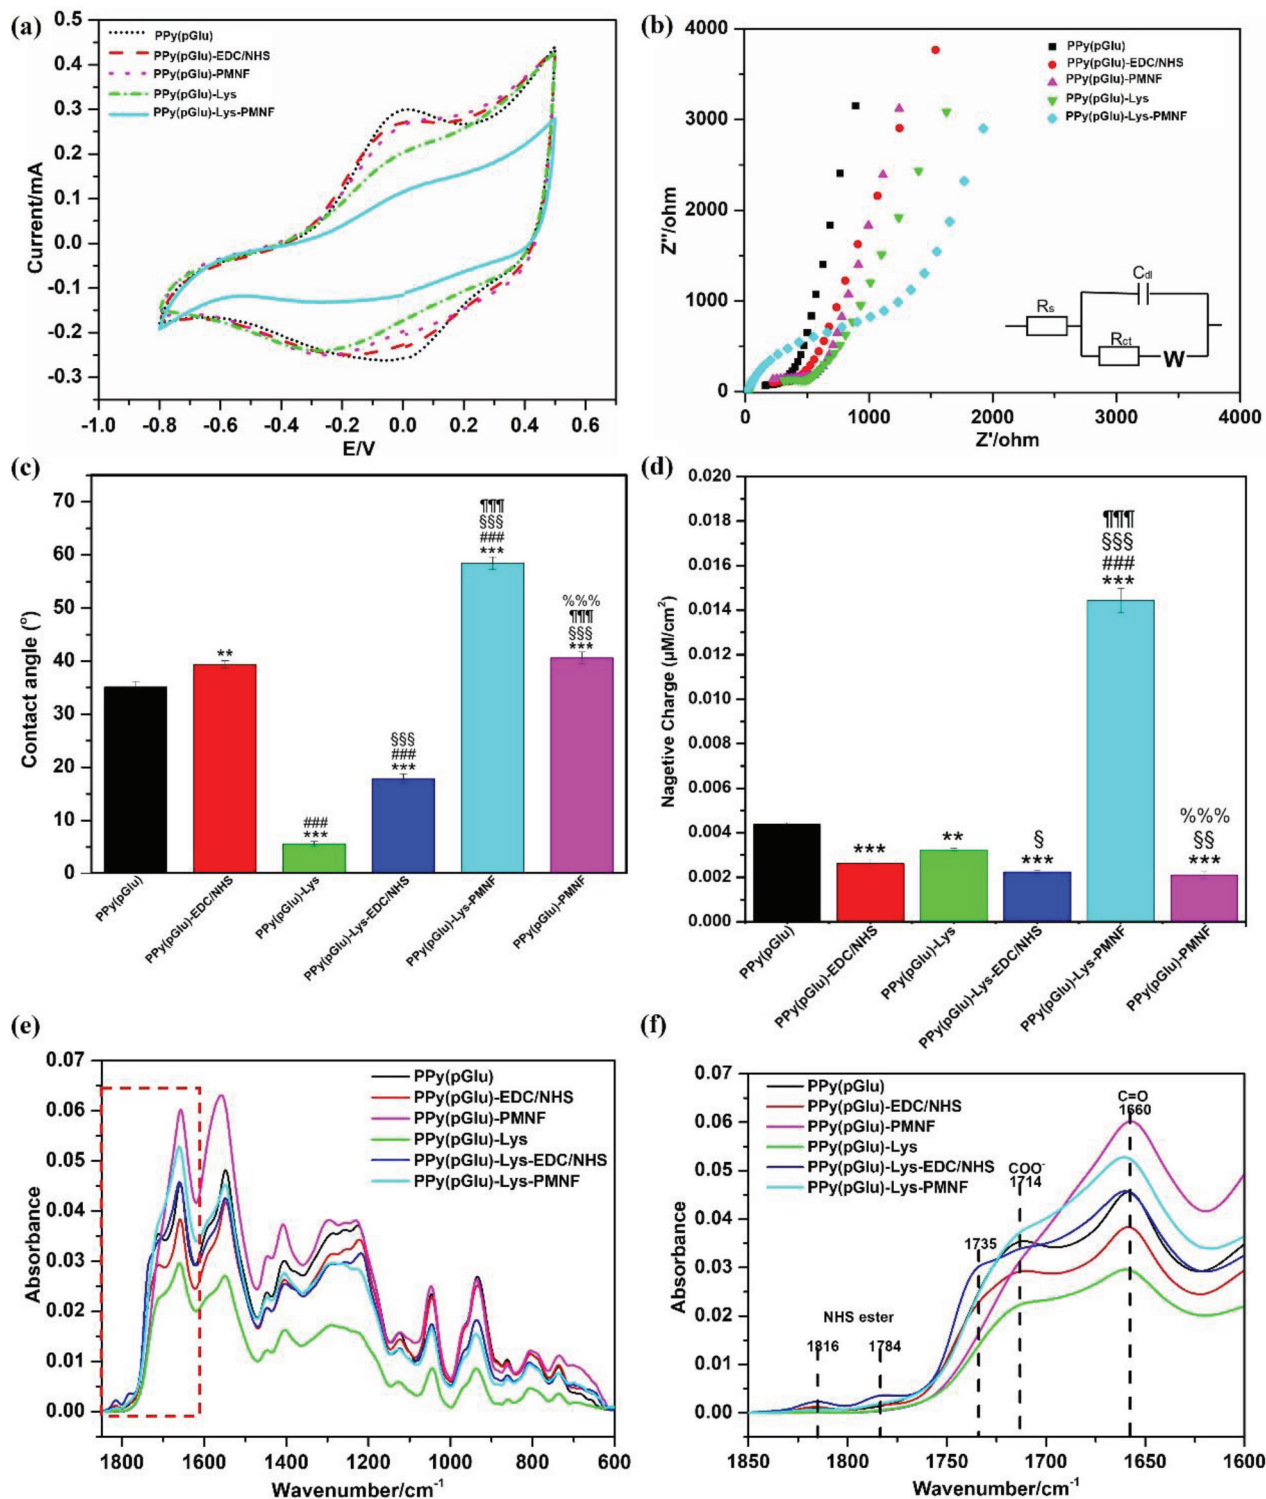 (a)
0.5
0.4
0.3
0.2
0.1
0.0
-0.1
-0.2
-0.3
Current/mA
PPy(pGlu)
PPy(pGlu)-EDC/NHS
PPy(pGlu)-PMNF
PPy(pGlu)-Lys
PPy(pGlu)-Lys-PMNF
-1.0 -0.8 -0.6 -0.4 -0.2 0.0 0.2 0.4 0.6
E/V
(b)
4000
3000
2000
1000
0
Z''/ohm
PPy(pGlu)
PPy(pGlu)-EDC/NHS
PPy(pGlu)-PMNF
PPy(pGlu)-Lys
PPy(pGlu)-Lys-PMNF
Cdl
Rs
Rct
W
0 1000 2000 3000 4000
Z'/ohm
(c)
70
60
50
40
30
20
10
0
Contact angle (°)
**
###
***
§§§
###
***
¶¶¶
§§§
###
***
%%%
¶¶¶
§§§
***
PPy(pGlu)
PPy(pGlu)-EDC/NHS
PPy(pGlu)-Lys
PPy(pGlu)-Lys-EDC/NHS
PPy(pGlu)-Lys-PMNF
PPy(pGlu)-PMNF
(d)
0.020
0.018
0.016
0.014
0.012
0.010
0.008
0.006
0.004
0.002
0.000
Nagetive Charge (μM/cm²)
***
**
§
***
¶¶¶
§§§
###
***
%%%
§§
***
PPy(pGlu)
PPy(pGlu)-EDC/NHS
PPy(pGlu)-Lys
PPy(pGlu)-Lys-EDC/NHS
PPy(pGlu)-Lys-PMNF
PPy(pGlu)-PMNF
(e)
0.07
0.06
0.05
0.04
0.03
0.02
0.01
0.00
Absorbance
PPy(pGlu)
PPy(pGlu)-EDC/NHS
PPy(pGlu)-PMNF
PPy(pGlu)-Lys
PPy(pGlu)-Lys-EDC/NHS
PPy(pGlu)-Lys-PMNF
1800 1600 1400 1200 1000 800 600
Wavenumber/cm⁻¹
(f)
0.07
0.06
0.05
0.04
0.03
0.02
0.01
0.00
Absorbance
PPy(pGlu)
PPy(pGlu)-EDC/NHS
PPy(pGlu)-PMNF
PPy(pGlu)-Lys
PPy(pGlu)-Lys-EDC/NHS
PPy(pGlu)-Lys-PMNF
C=O
1660
COO⁻
1714
1735
NHS ester
1816 1784
1850 1800 1750 1700 1650 1600
Wavenumber/cm⁻¹